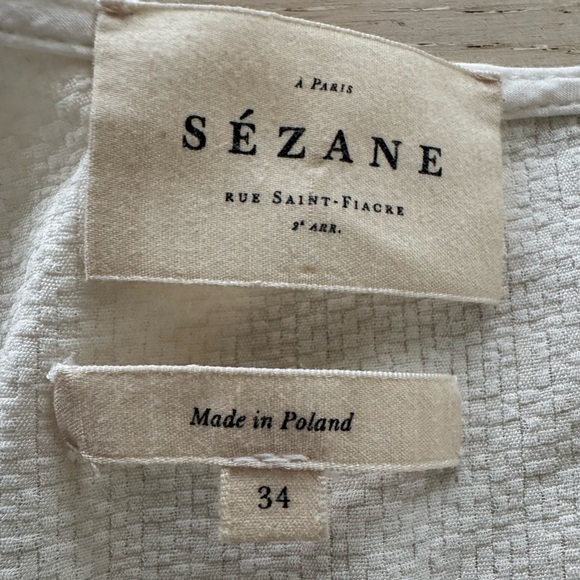 À PARIS
SÉZANE
RUE SAINT-FIACRE
2ᵉ ARR.
Made in Poland
34